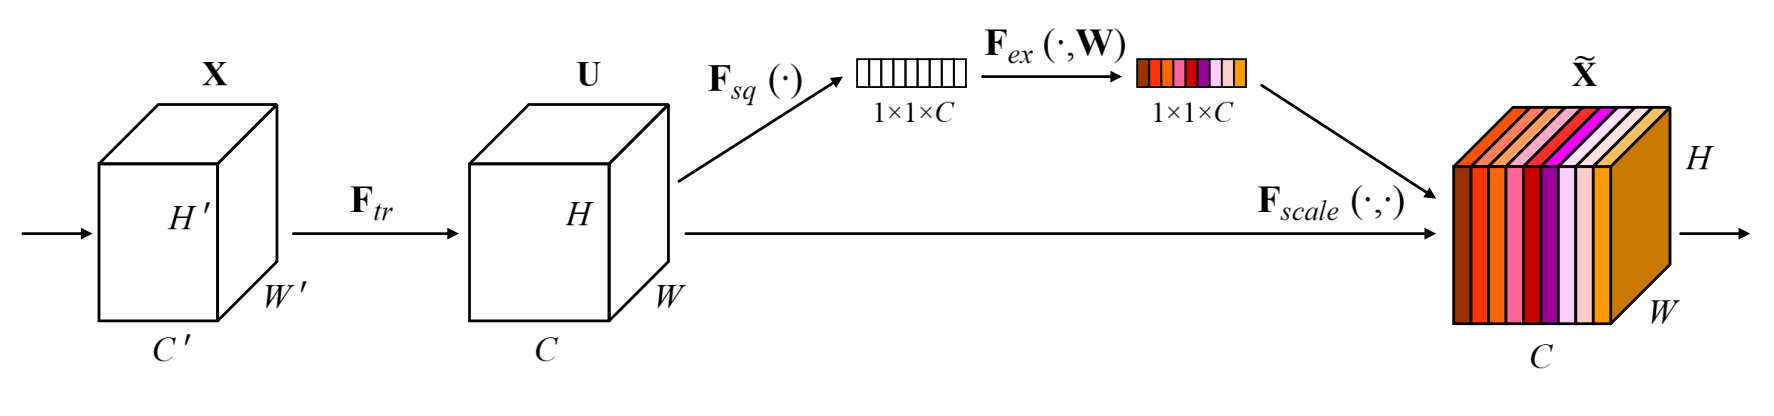 X
H′
W′
C′
F_tr
U
H
W
C
F_sq (·)
1×1×C
F_ex (·,W)
1×1×C
F_scale (·,·)
X̃
H
W
C